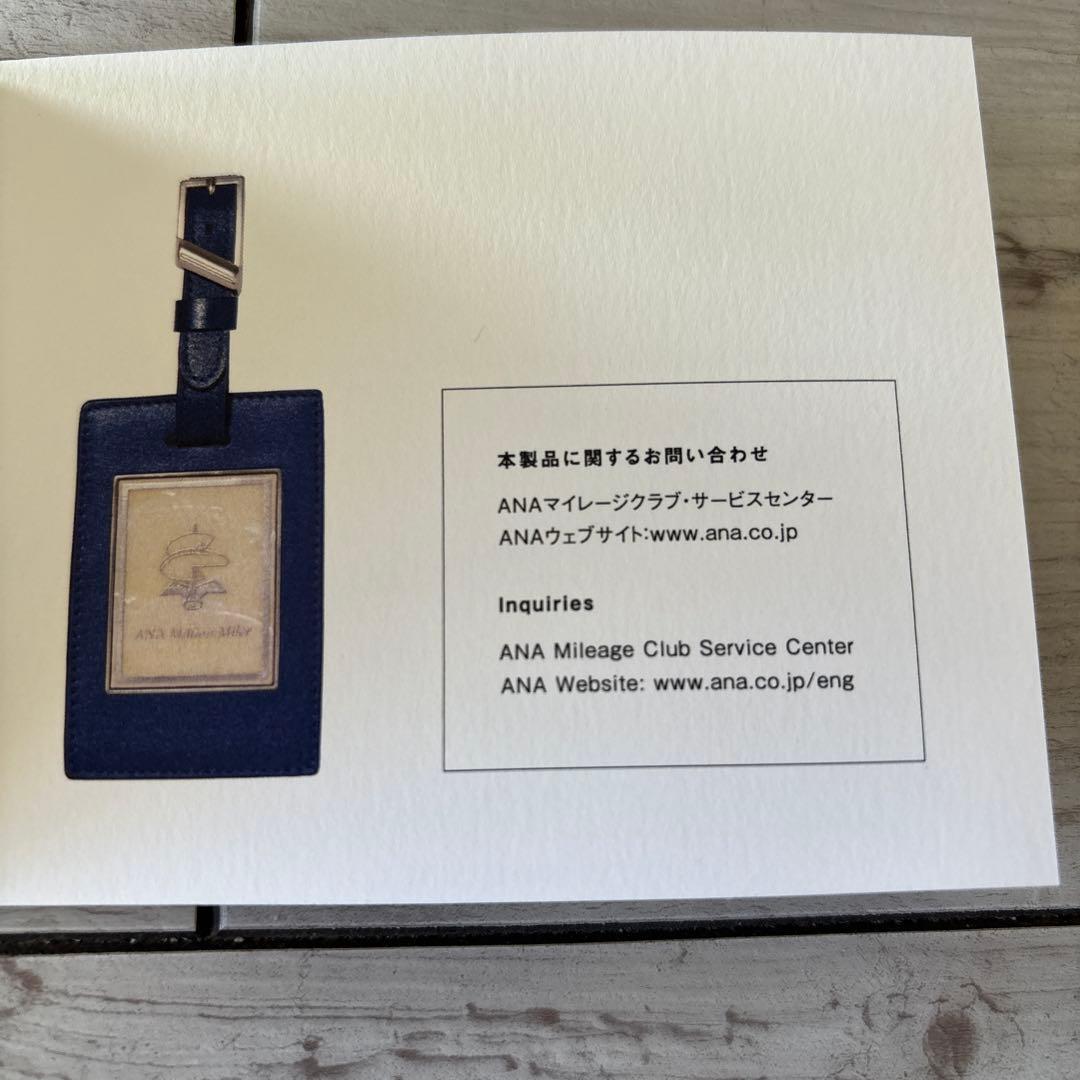 ANA Million Miler
本製品に関するお問い合わせ
ANAマイレージクラブ・サービスセンター
ANAウェブサイト:www.ana.co.jp
Inquiries
ANA Mileage Club Service Center
ANA Website: www.ana.co.jp/eng